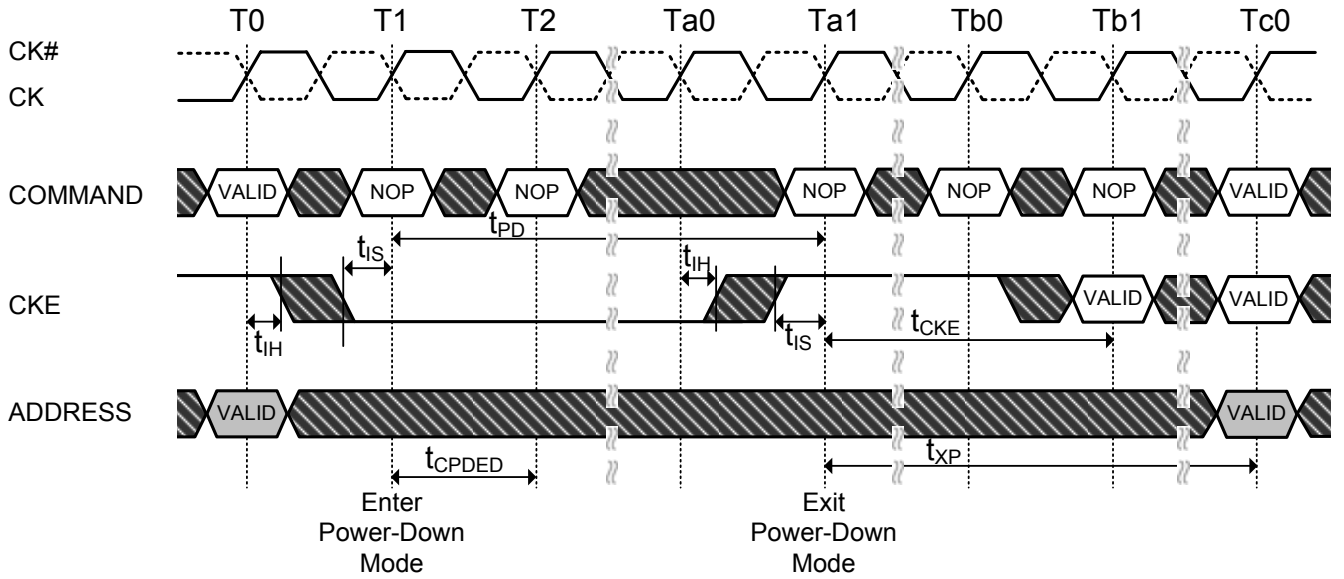 T0 T1 T2 Ta0 Ta1 Tb0 Tb1 Tc0
CK#
CK
COMMAND VALID NOP NOP NOP NOP NOP VALID
tPD
tIS tIH
CKE VALID VALID
tIH tIS tCKE
ADDRESS VALID VALID
tCPDED tXP
Enter
Power-Down
Mode
Exit
Power-Down
Mode